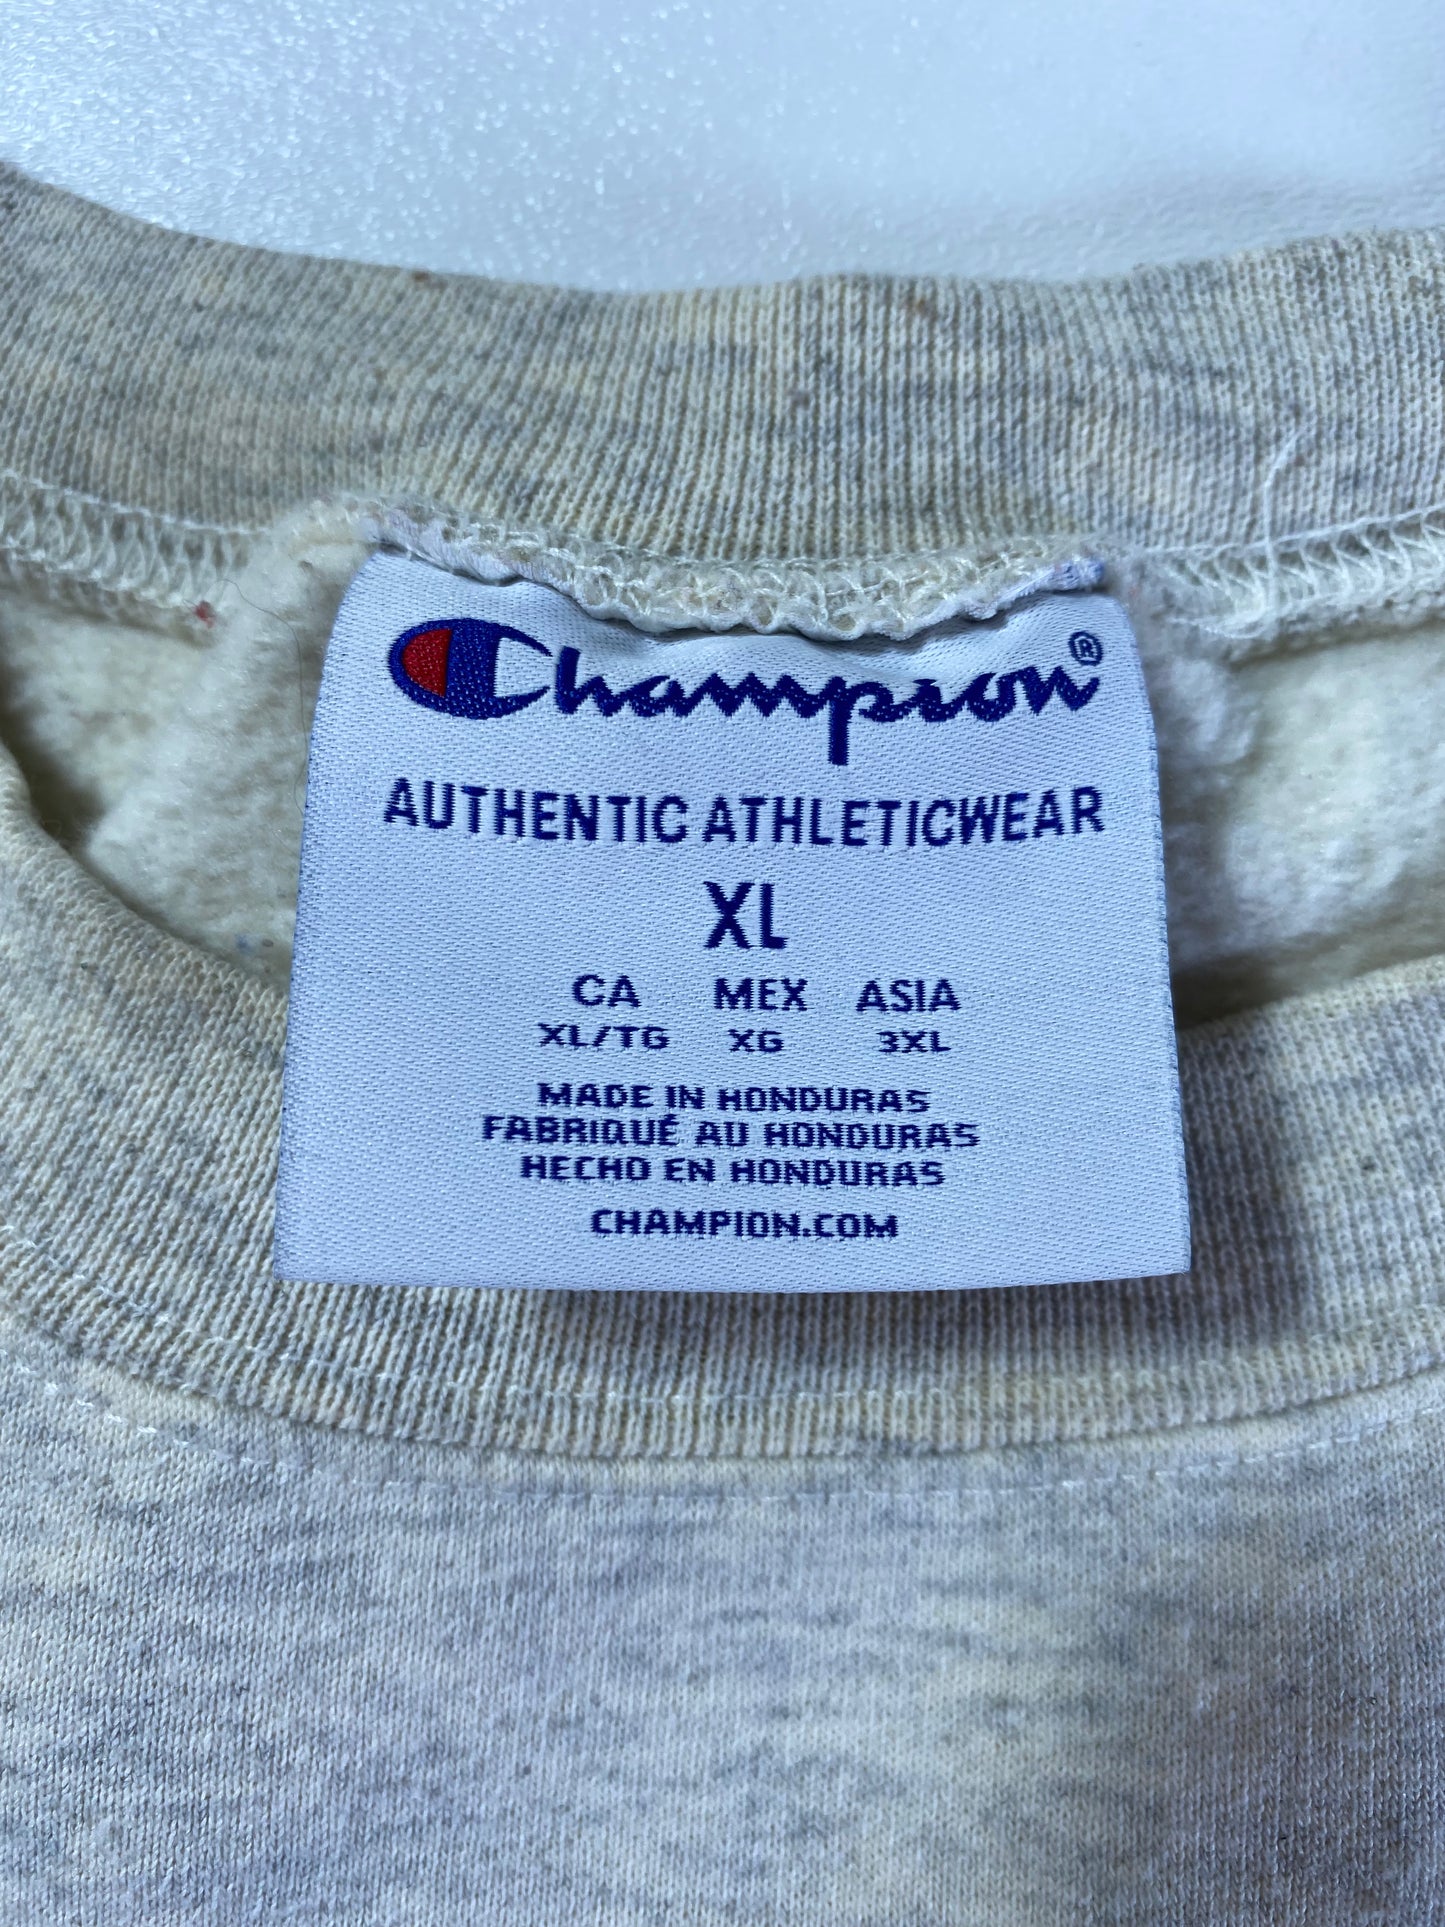 Champion®
AUTHENTIC ATHLETICWEAR
XL
CA MEX ASIA
XL/TG XG 3XL
MADE IN HONDURAS
FABRIQUÉ AU HONDURAS
HECHO EN HONDURAS
CHAMPION.COM